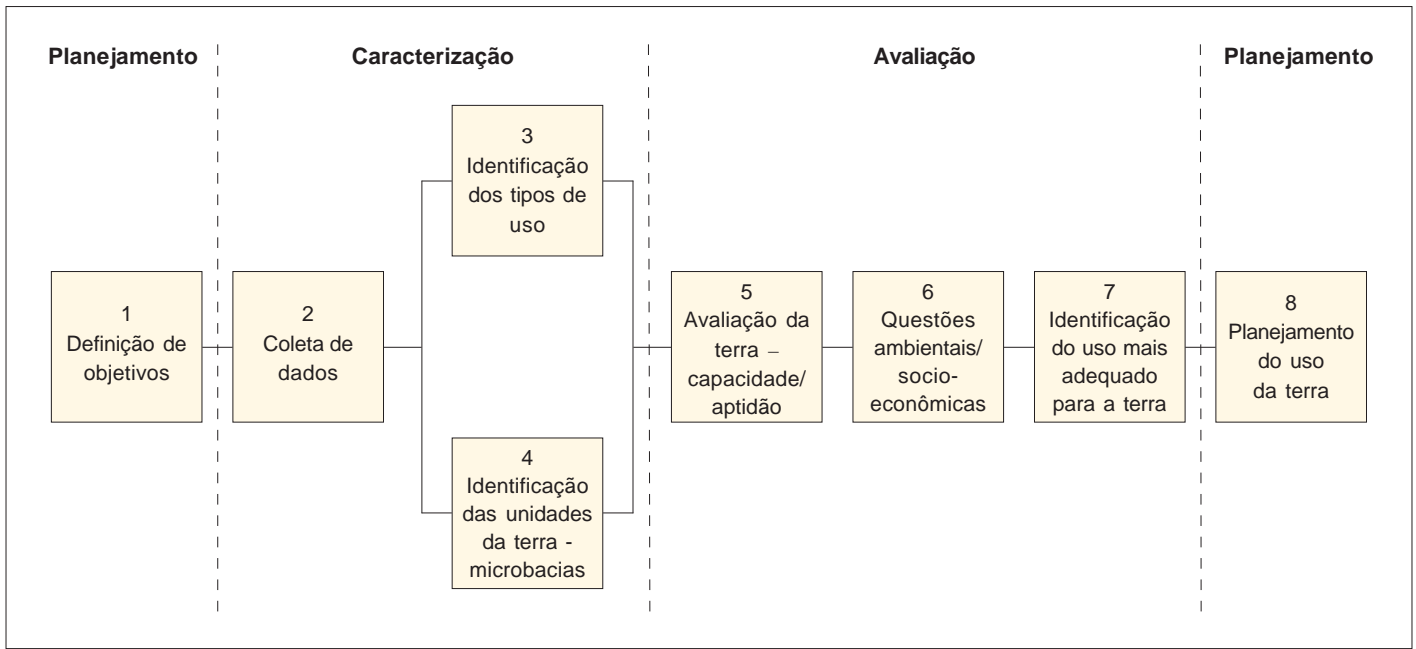 Planejamento
Caracterização
Avaliação
Planejamento
1
Definição de
objetivos
2
Coleta de
dados
3
Identificação
dos tipos de
uso
4
Identificação
das unidades
da terra -
microbacias
5
Avaliação da
terra –
capacidade/
aptidão
6
Questões
ambientais/
socio-
econômicas
7
Identificação
do uso mais
adequado
para a terra
8
Planejamento
do uso
da terra